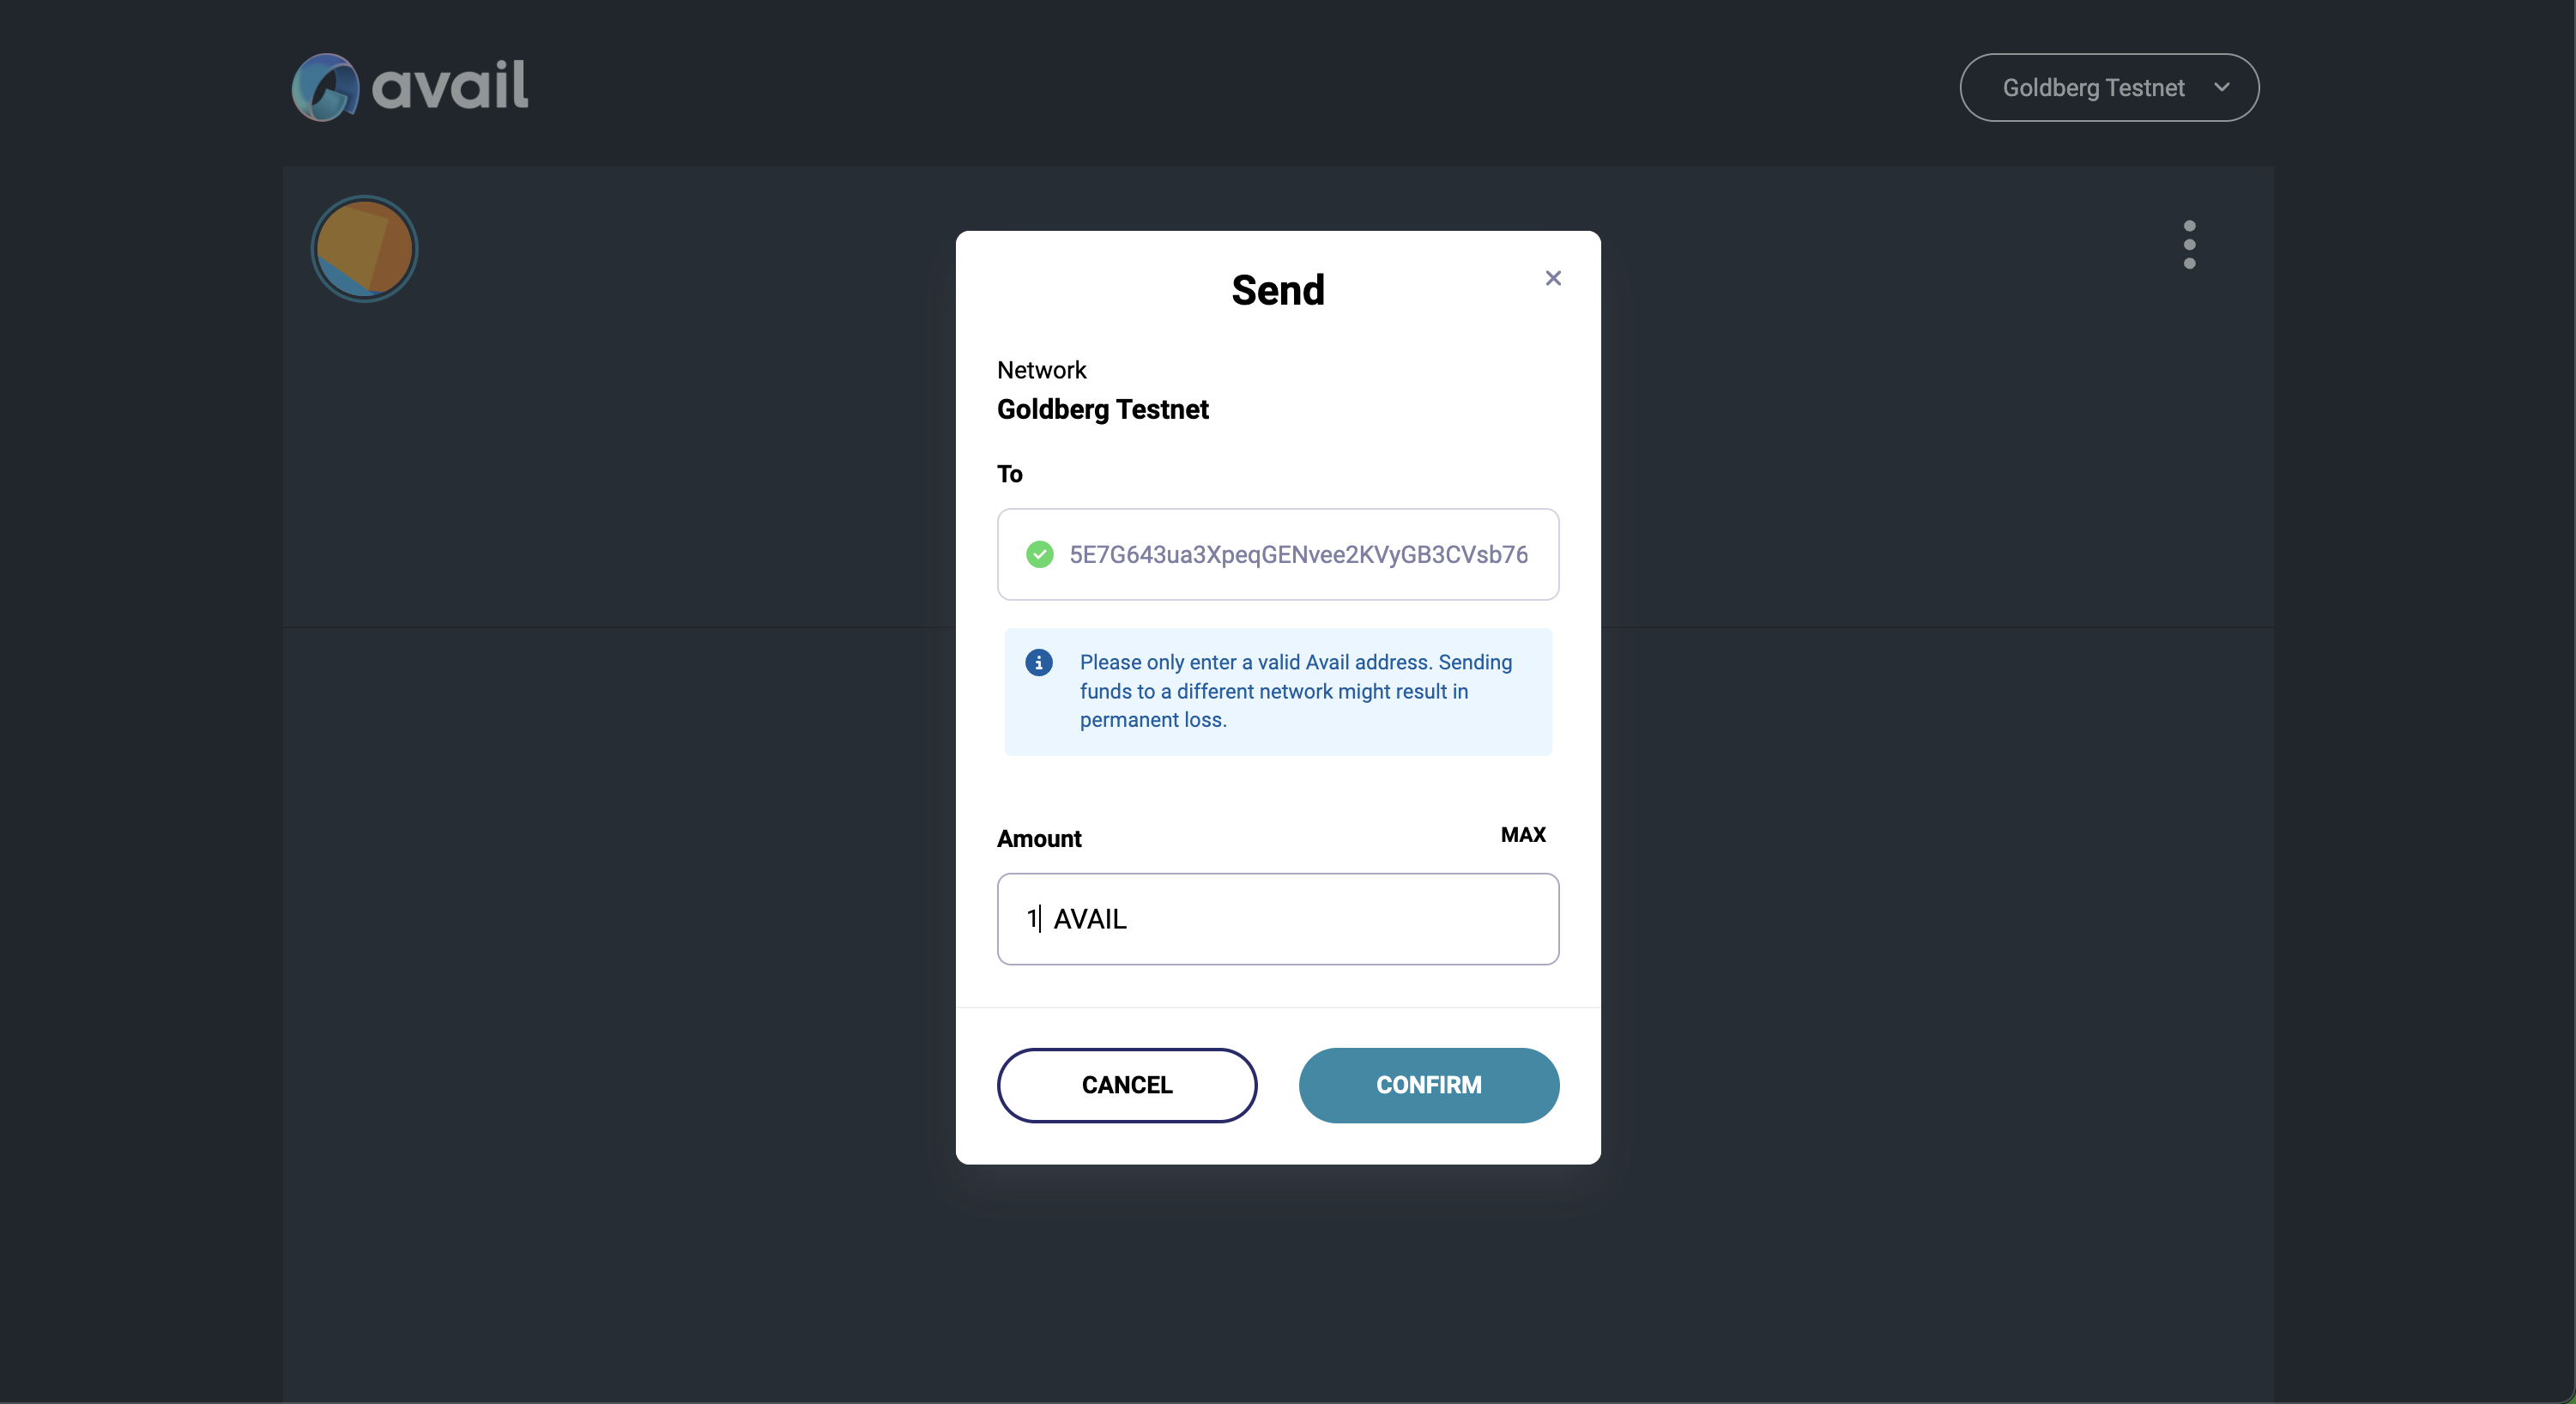 avail
Goldberg Testnet
Send
Network
Goldberg Testnet
To
5E7G643ua3XpeqGENvee2KVyGB3CVsb76
Please only enter a valid Avail address. Sending
funds to a different network might result in
permanent loss.
Amount
MAX
1 AVAIL
CANCEL
CONFIRM